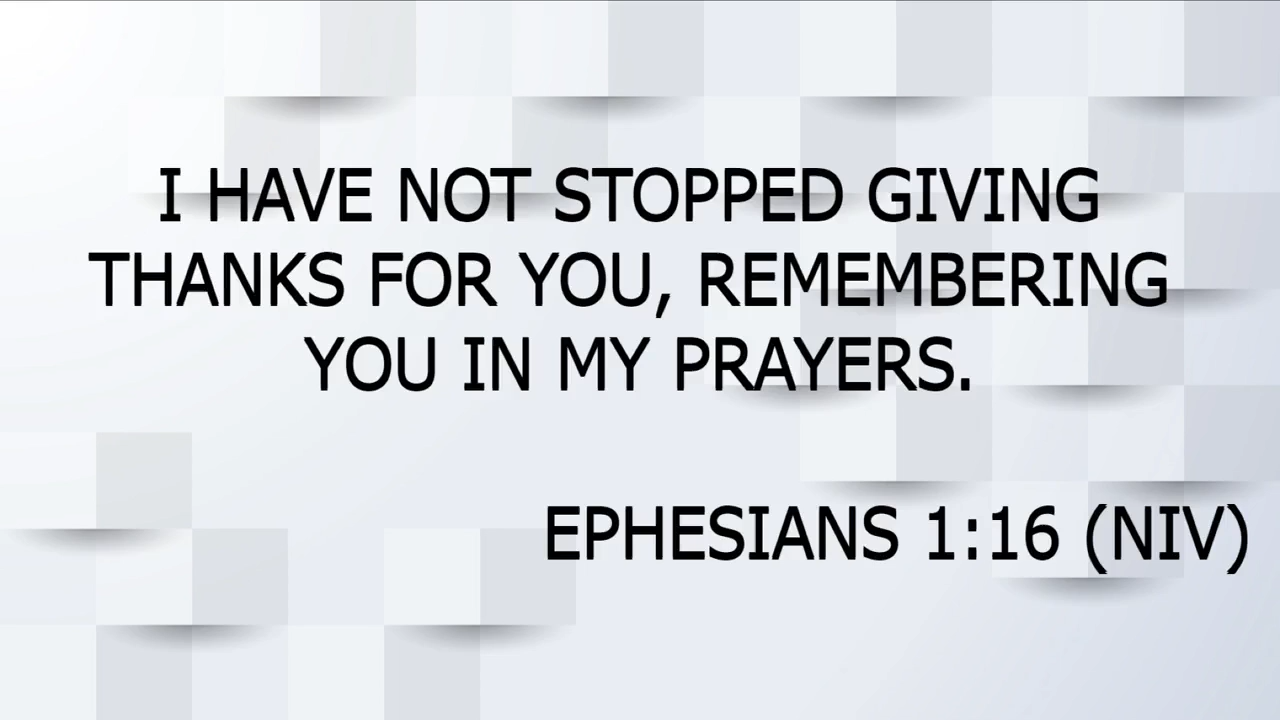 I HAVE NOT STOPPED GIVING
THANKS FOR YOU, REMEMBERING
YOU IN MY PRAYERS.
EPHESIANS 1:16 (NIV)